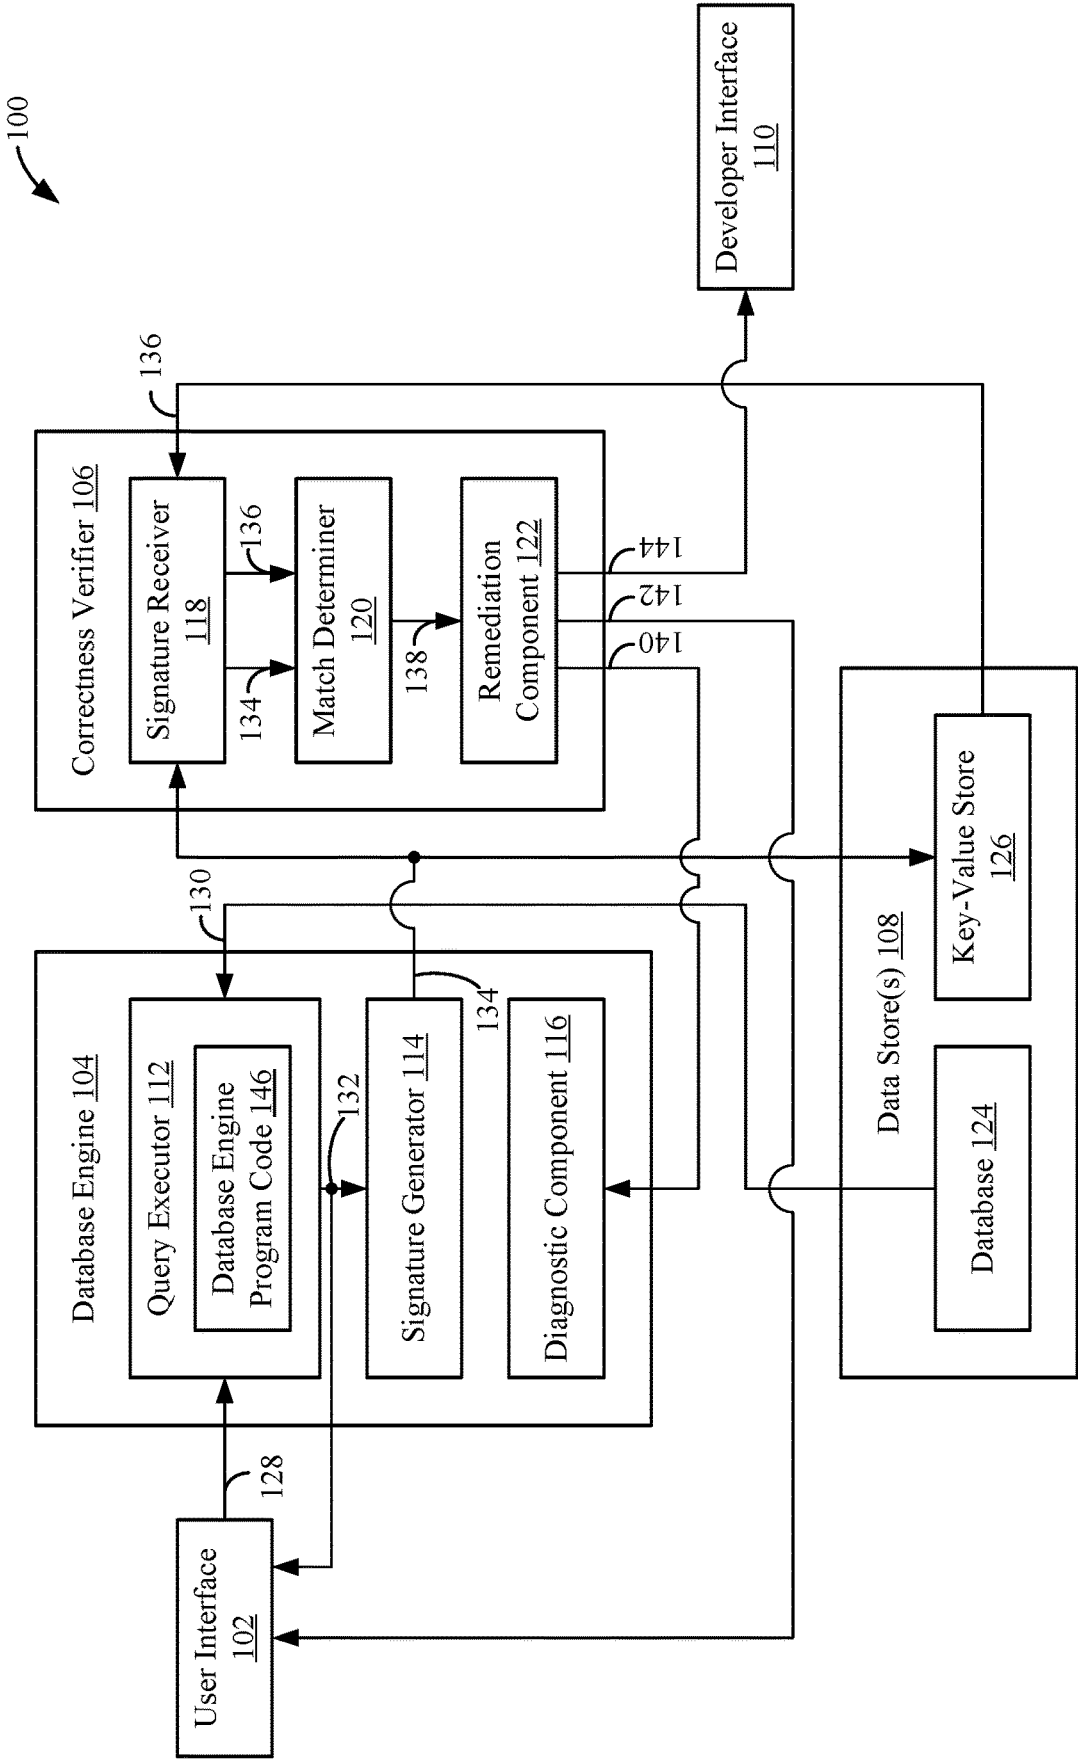 100
User Interface
102
128
Database Engine 104
Query Executor 112
Database Engine
Program Code 146
132
Signature Generator 114
134
Diagnostic Component 116
130
Correctness Verifier 106
Signature Receiver
118
136
134
136
Match Determiner
120
138
Remediation
Component 122
140
142
144
Developer Interface
110
Data Store(s) 108
Database 124
Key-Value Store
126